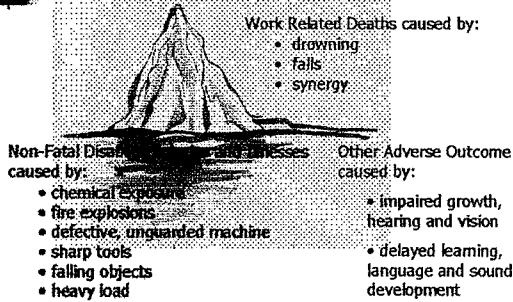 Work Related Deaths caused by:
• drowning
• falls
• synergy
Non-Fatal and Illnesses
caused by:
• chemical exposure
• fire explosions
• defective, unguarded machine
• sharp tools
• falling objects
• heavy load
Other Adverse Outcome
caused by:
• impaired growth,
hearing and vision
• delayed learning,
language and sound
development